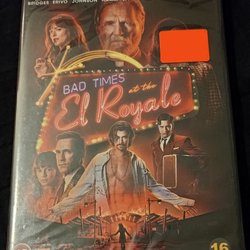 BRIDGES ERIVO JOHNSON
BAD TIMES
at the
El Royale
16